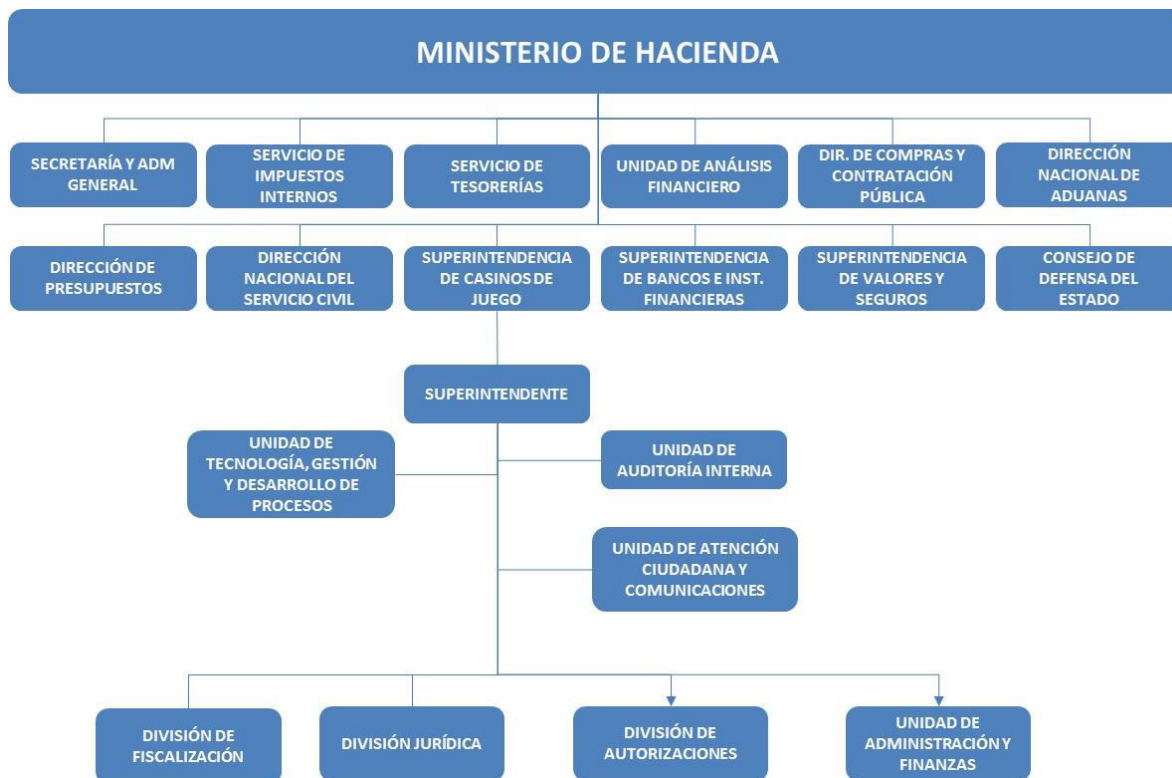 MINISTERIO DE HACIENDA
SECRETARÍA Y ADM
GENERAL
SERVICIO DE
IMPUESTOS
INTERNOS
SERVICIO DE
TESORERÍAS
UNIDAD DE ANÁLISIS
FINANCIERO
DIR. DE COMPRAS Y
CONTRATACIÓN
PÚBLICA
DIRECCIÓN
NACIONAL DE
ADUANAS
DIRECCIÓN DE
PRESUPUESTOS
DIRECCIÓN
NACIONAL DEL
SERVICIO CIVIL
SUPERINTENDENCIA
DE CASINOS DE
JUEGO
SUPERINTENDENCIA
DE BANCOS E INST.
FINANCIERAS
SUPERINTENDENCIA
DE VALORES Y
SEGUROS
CONSEJO DE
DEFENSA DEL
ESTADO
SUPERINTENDENTE
UNIDAD DE
TECNOLOGÍA, GESTIÓN
Y DESARROLLO DE
PROCESOS
UNIDAD DE
AUDITORÍA INTERNA
UNIDAD DE ATENCIÓN
CIUDADANA Y
COMUNICACIONES
DIVISIÓN DE
FISCALIZACIÓN
DIVISIÓN JURÍDICA
DIVISIÓN DE
AUTORIZACIONES
UNIDAD DE
ADMINISTRACIÓN Y
FINANZAS